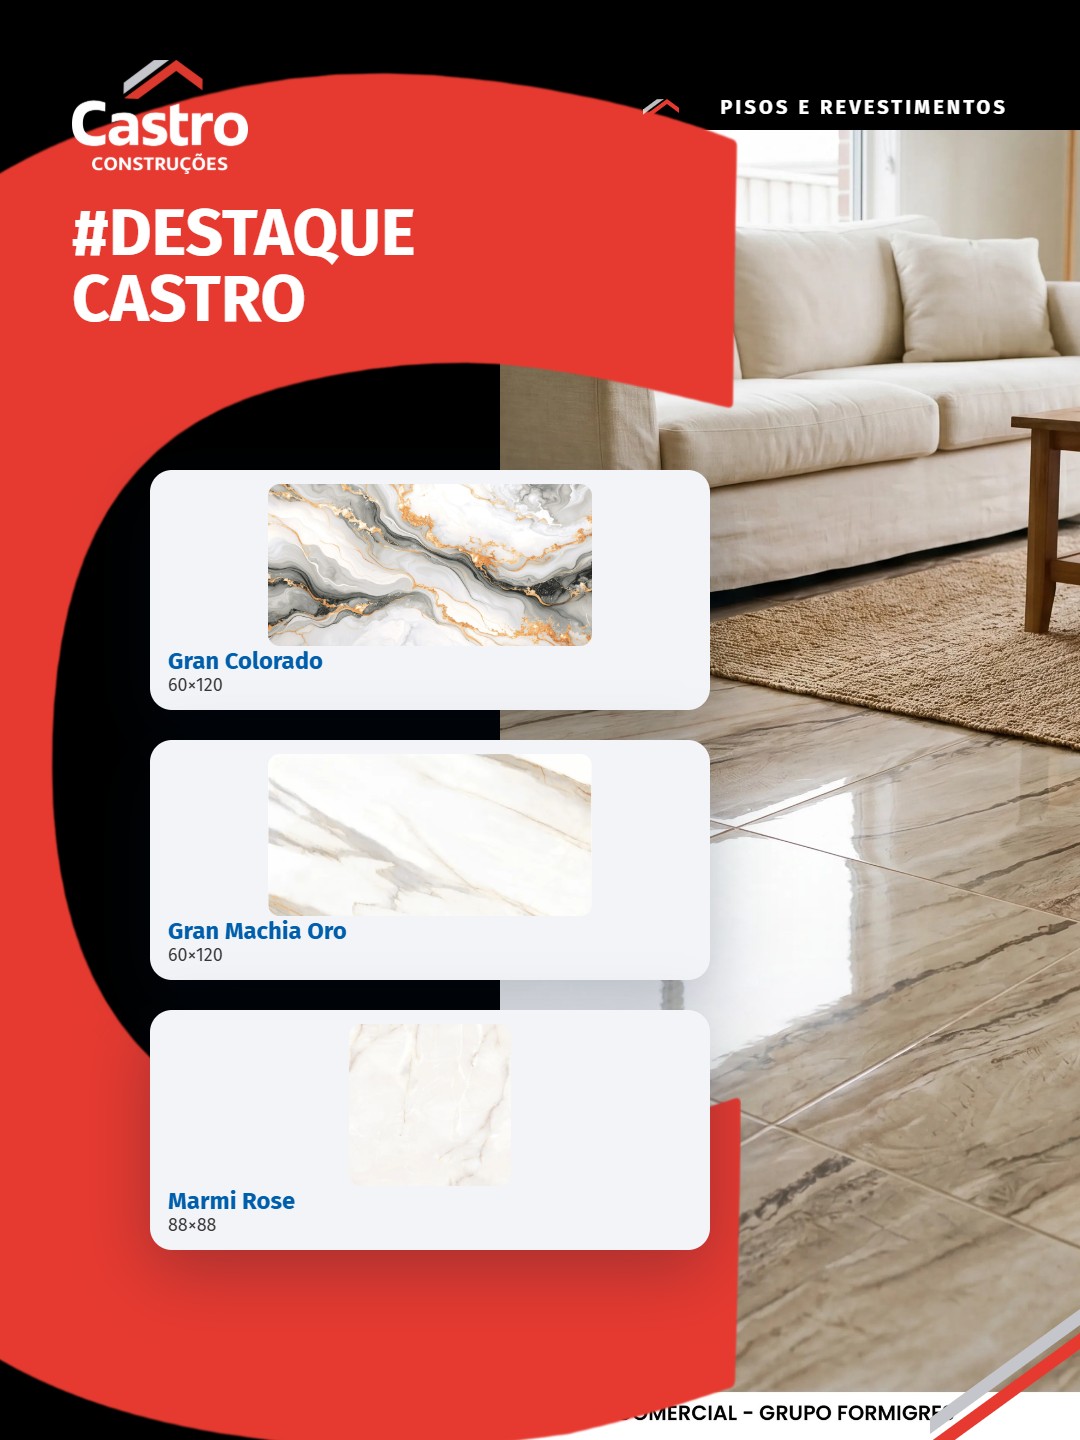 Castro
CONSTRUÇÕES
PISOS E REVESTIMENTOS
#DESTAQUE
CASTRO
Gran Colorado
60×120
Gran Machia Oro
60×120
Marmi Rose
88×88
- GRUPO